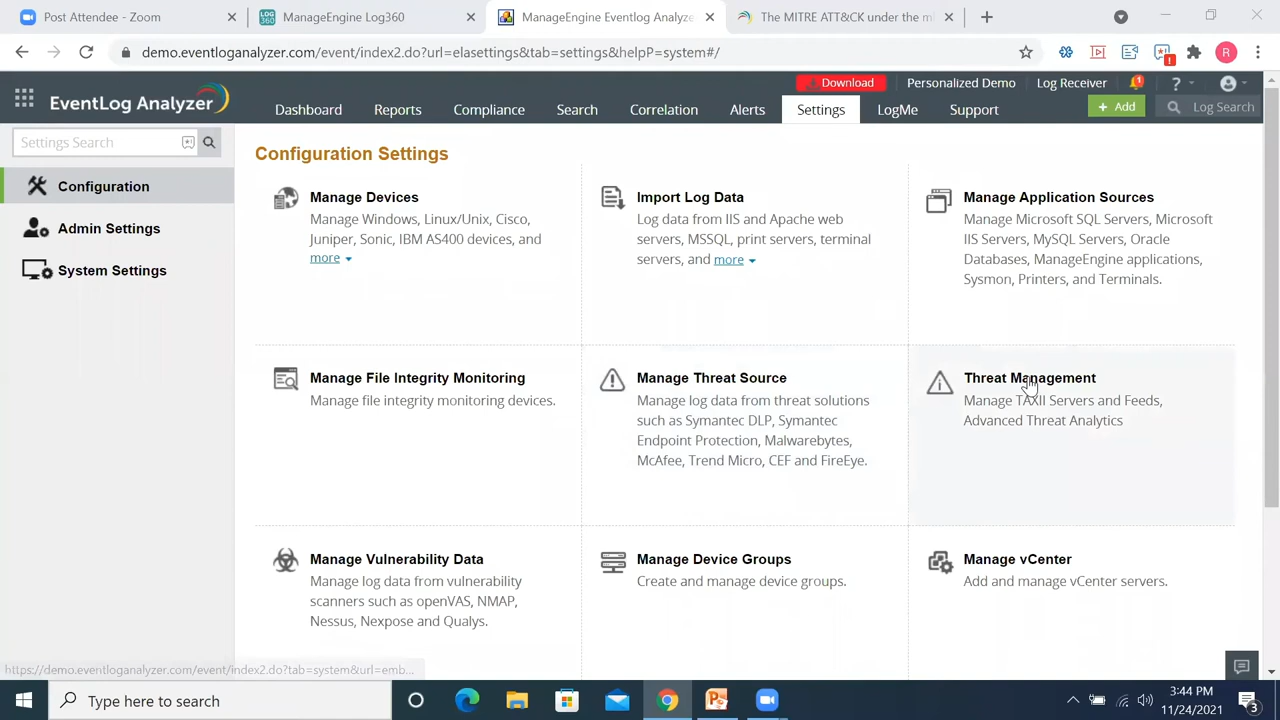 Post Attendee - Zoom
ManageEngine Log360
ManageEngine Eventlog Analyze
The MITRE ATT&CK under the mi
demo.eventloganalyzer.com/event/index2.do?url=elasettings&tab=settings&helpP=system#/
R
Download
Personalized Demo
Log Receiver
1
?
EventLog Analyzer
Dashboard
Reports
Compliance
Search
Correlation
Alerts
Settings
LogMe
Support
+ Add
Log Search
Settings Search
Configuration
Admin Settings
System Settings
Configuration Settings
Manage Devices
Manage Windows, Linux/Unix, Cisco,
Juniper, Sonic, IBM AS400 devices, and
more
Import Log Data
Log data from IIS and Apache web
servers, MSSQL, print servers, terminal
servers, and more
Manage Application Sources
Manage Microsoft SQL Servers, Microsoft
IIS Servers, MySQL Servers, Oracle
Databases, ManageEngine applications,
Sysmon, Printers, and Terminals.
Manage File Integrity Monitoring
Manage file integrity monitoring devices.
Manage Threat Source
Manage log data from threat solutions
such as Symantec DLP, Symantec
Endpoint Protection, Malwarebytes,
McAfee, Trend Micro, CEF and FireEye.
Threat Management
Manage TAXII Servers and Feeds,
Advanced Threat Analytics
Manage Vulnerability Data
Manage log data from vulnerability
scanners such as openVAS, NMAP,
Nessus, Nexpose and Qualys.
Manage Device Groups
Create and manage device groups.
Manage vCenter
Add and manage vCenter servers.
https://demo.eventloganalyzer.com/event/index2.do?tab=system&url=emb...
Type here to search
3:44 PM
11/24/2021
3